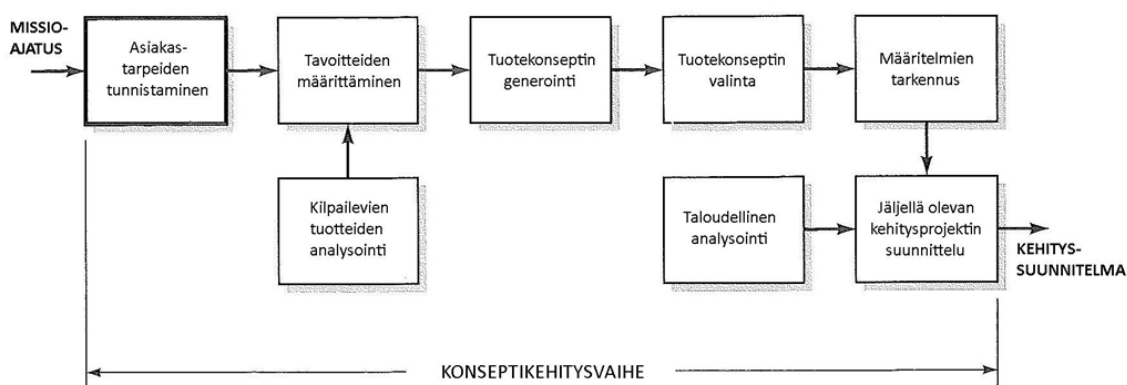 MISSIO-
AJATUS
Asiakas-
tarpeiden
tunnistaminen
Tavoitteiden
määrittäminen
Tuotekonseptin
generointi
Tuotekonseptin
valinta
Määritelmien
tarkennus
Kilpailevien
tuotteiden
analysointi
Taloudellinen
analysointi
Jäljellä olevan
kehitysprojektin
suunnittelu
KEHITYS-
SUUNNITELMA
KONSEPTIKEHITYSVAIHE